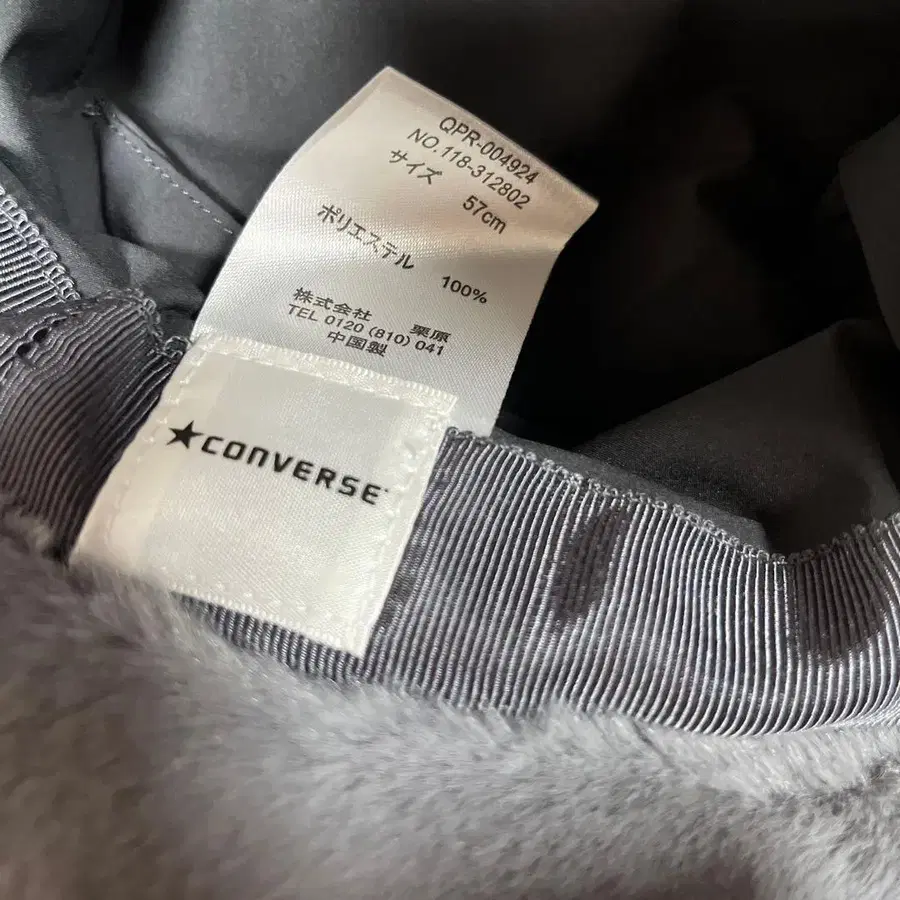 QPR-004924
NO.118-312802
サイズ 57cm
ポリエステル 100%
株式会社 栗原
TEL 0120 (810) 041
中国製
★CONVERSE